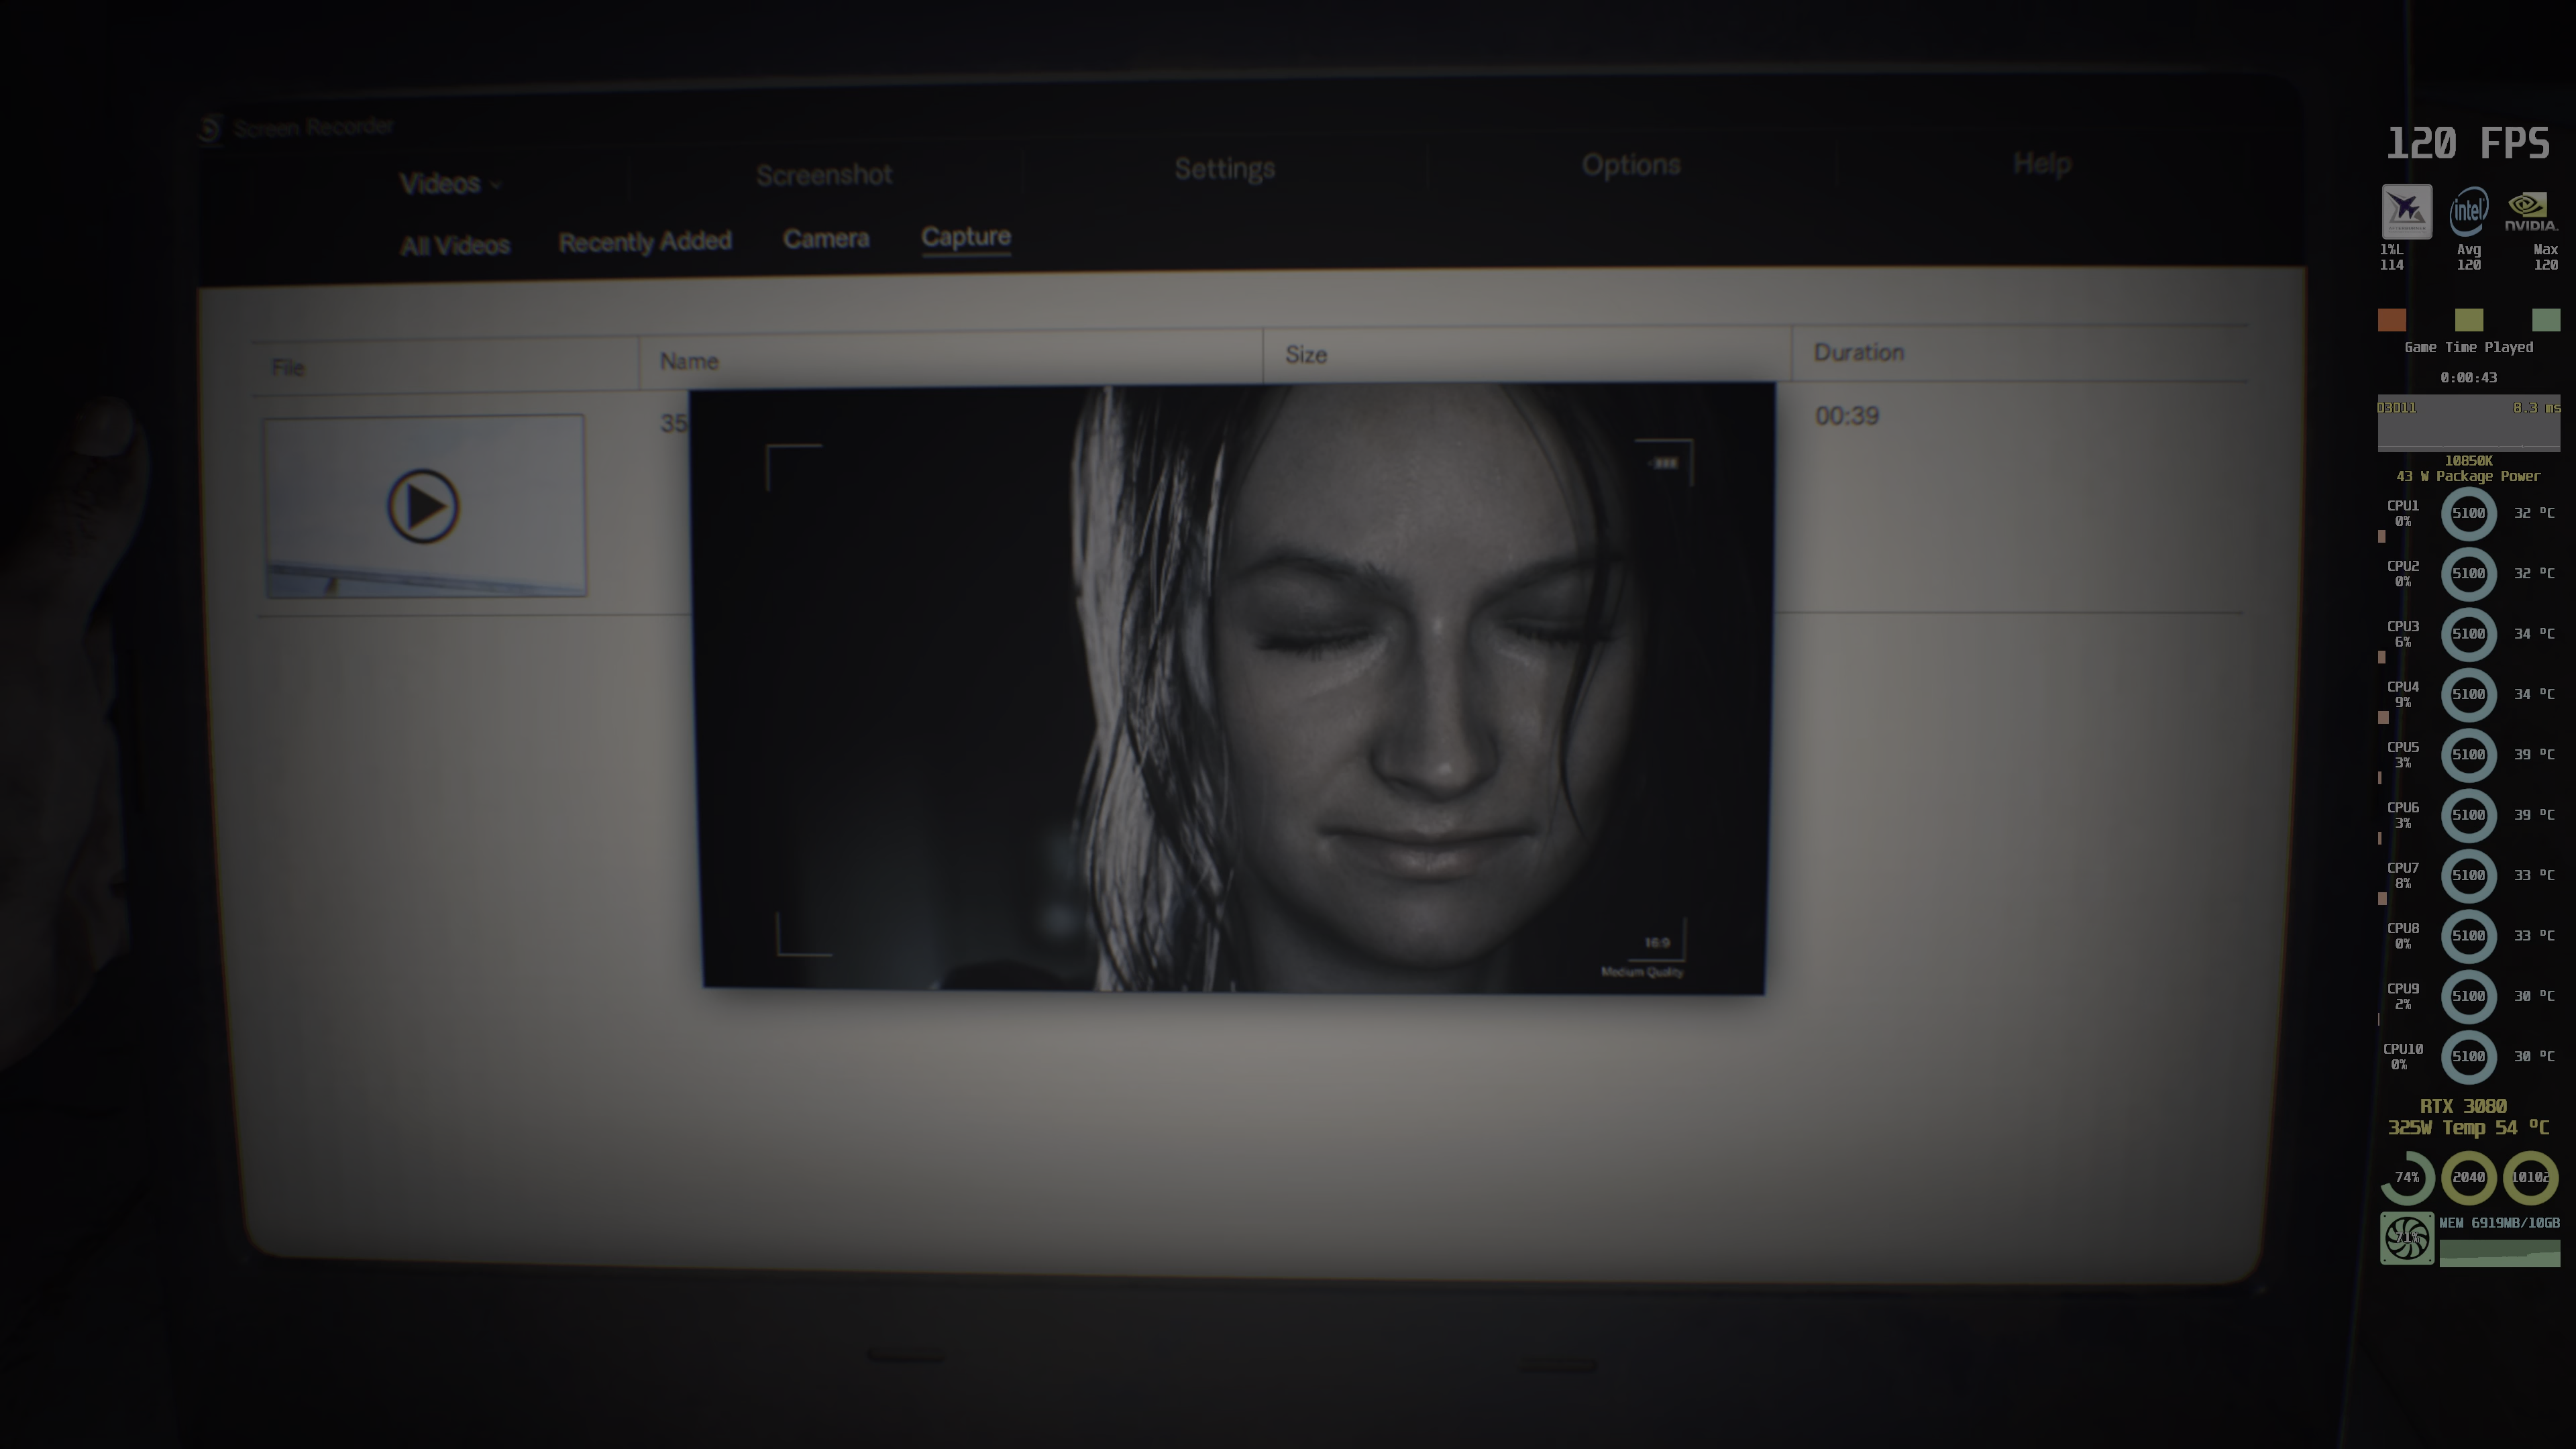 Screen Recorder
Videos
Screenshot
Settings
Options
Help
All Videos
Recently Added
Camera
Capture
File
Name
Size
Duration
35
00:39
16:9
Medium Quality
120 FPS
intel
NVIDIA
1%L Avg Max
114 120 120
Game Time Played
0:00:43
D3D11 8.3 ms
10850K
43 W Package Power
CPU1 5100 32 °C
0%
CPU2 5100 32 °C
0%
CPU3 5100 34 °C
6%
CPU4 5100 34 °C
9%
CPU5 5100 39 °C
3%
CPU6 5100 39 °C
3%
CPU7 5100 33 °C
8%
CPU8 5100 33 °C
0%
CPU9 5100 30 °C
2%
CPU10 5100 30 °C
0%
RTX 3080
325W Temp 54 °C
74% 2040 10102
71%
MEM 6919MB/10GB